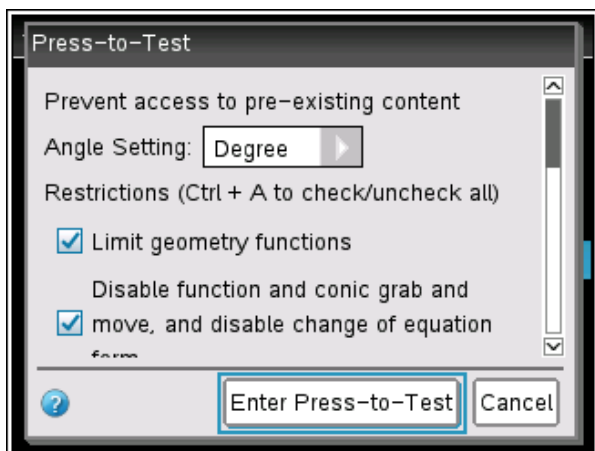 Press-to-Test
Prevent access to pre-existing content
Angle Setting: Degree
Restrictions (Ctrl + A to check/uncheck all)
Limit geometry functions
Disable function and conic grab and
move, and disable change of equation
form
Enter Press-to-Test Cancel